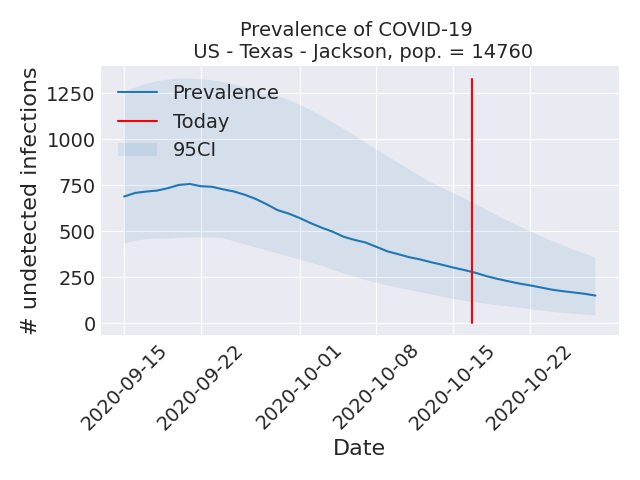 Prevalence of COVID-19
US - Texas - Jackson, pop. = 14760
# undetected infections
1250
1000
750
500
250
0
Prevalence
Today
95CI
2020-09-15
2020-09-22
2020-10-01
2020-10-08
2020-10-15
2020-10-22
Date